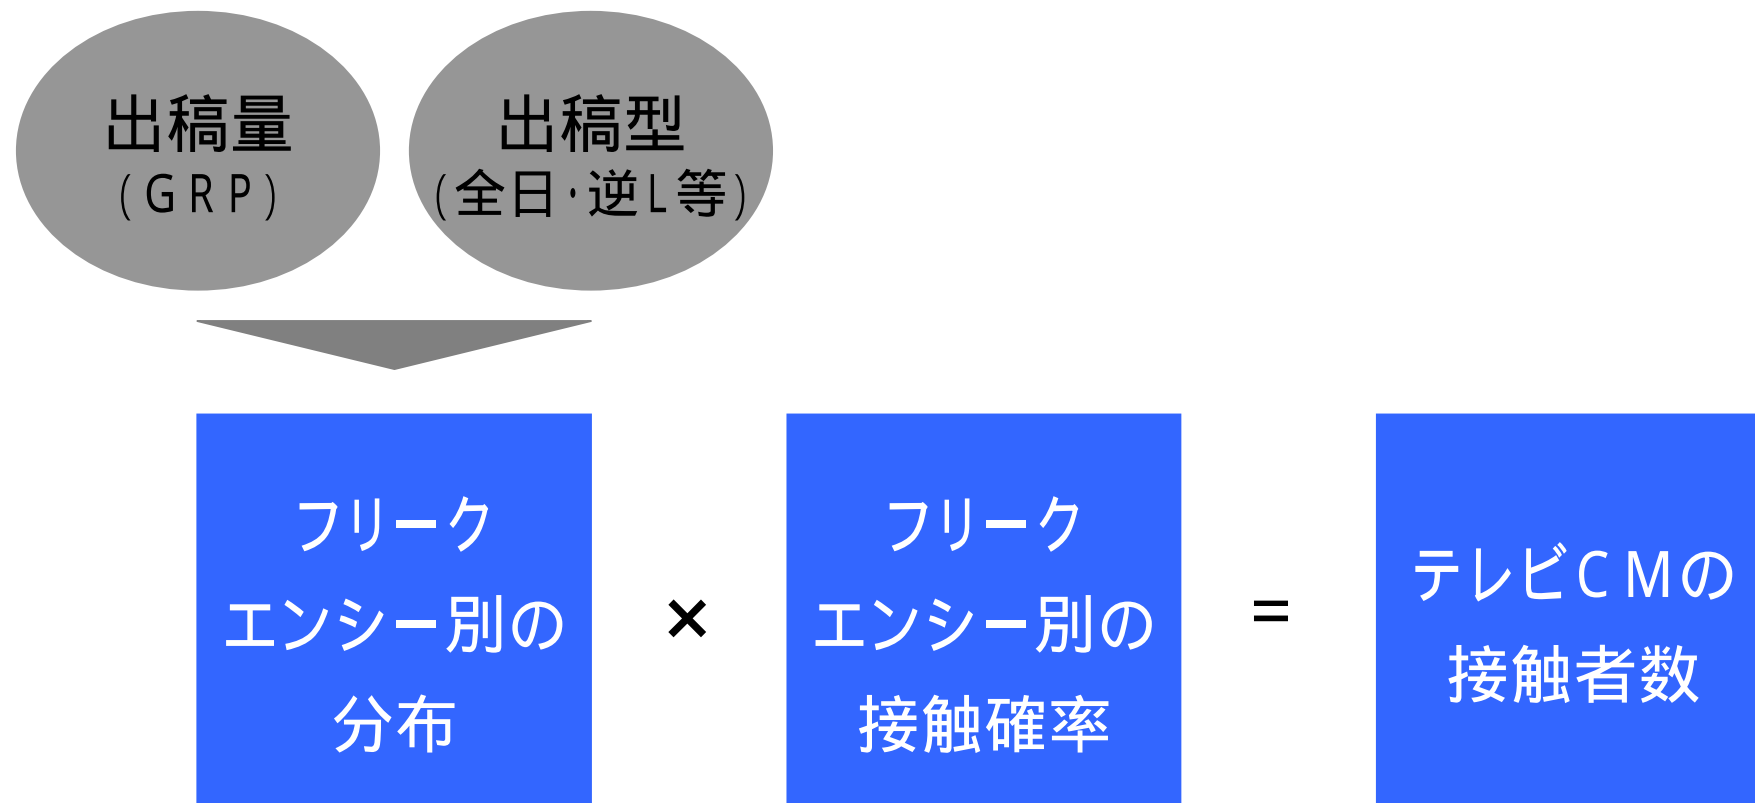 出稿量
(GRP)
出稿型
(全日・逆L等)
フリーク
エンシー別の
分布
×
フリーク
エンシー別の
接触確率
=
テレビCMの
接触者数